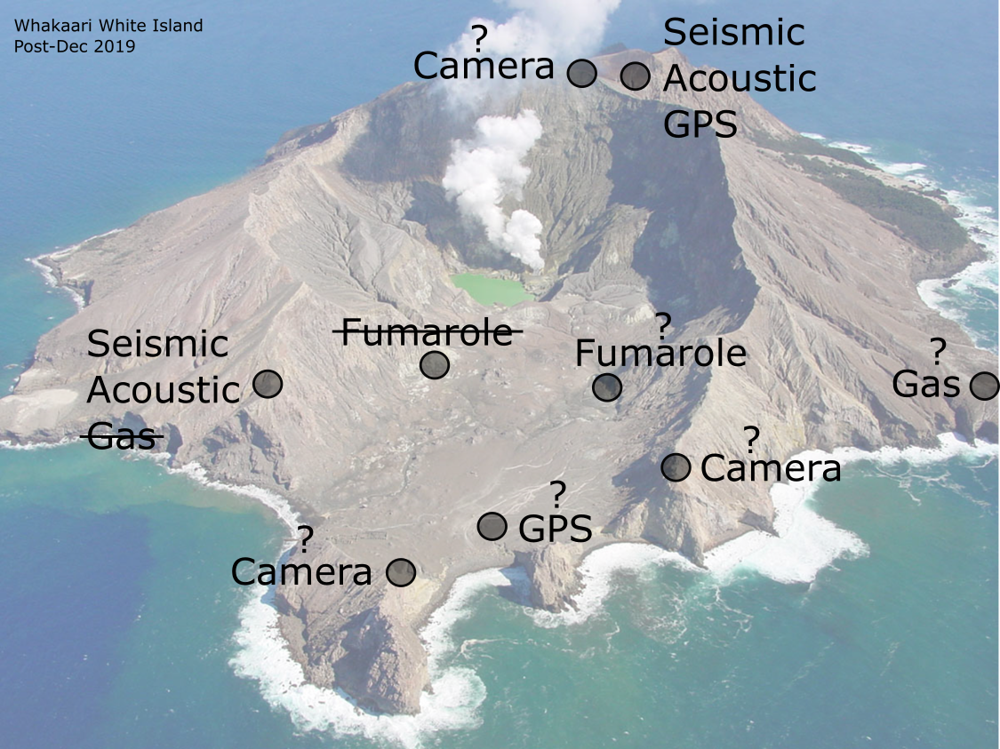 Whakaari White Island
Post-Dec 2019
?
Camera
Seismic
Acoustic
GPS
Seismic
Acoustic
Gas
Fumarole
?
Fumarole
?
Gas
?
Camera
?
GPS
?
Camera